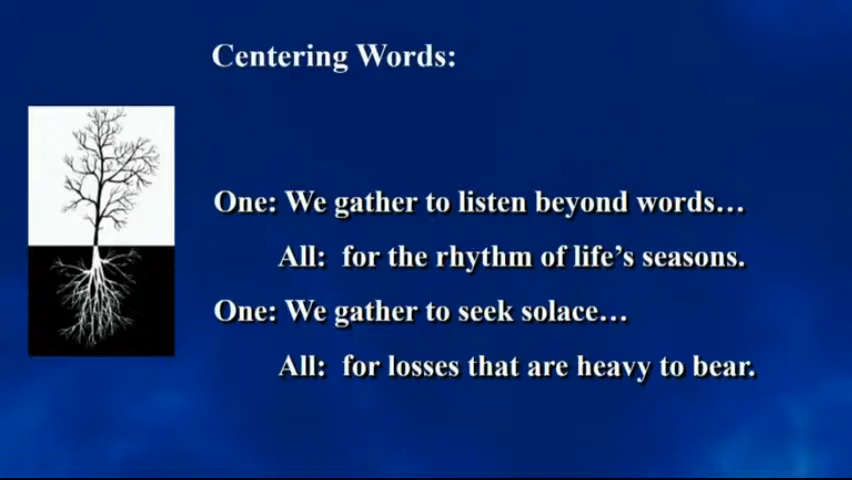 Centering Words:
One: We gather to listen beyond words…
All: for the rhythm of life’s seasons.
One: We gather to seek solace…
All: for losses that are heavy to bear.